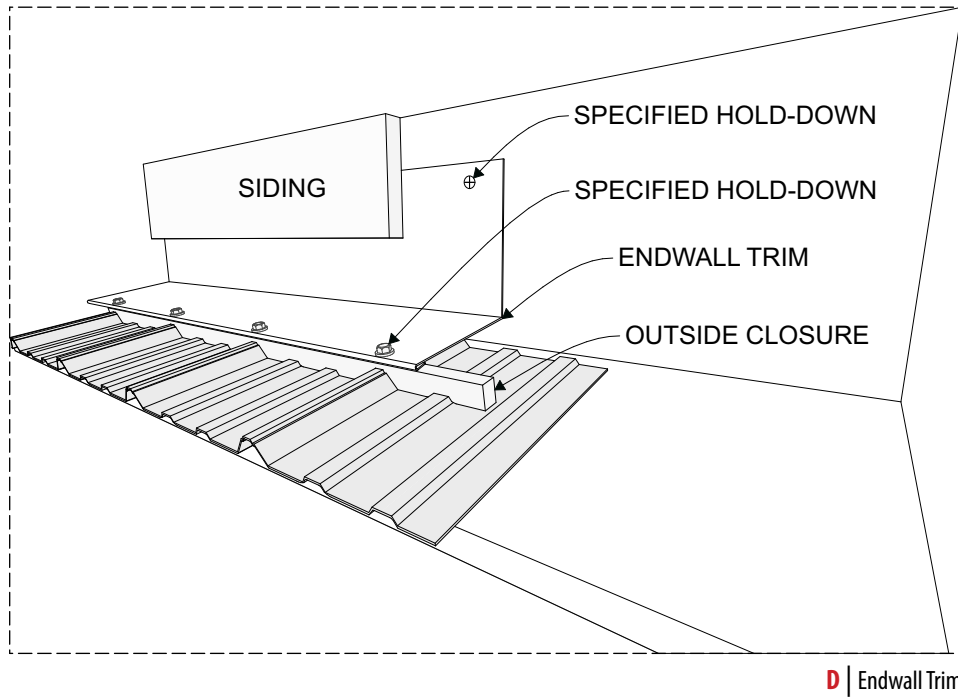 SPECIFIED HOLD-DOWN
SIDING
SPECIFIED HOLD-DOWN
ENDWALL TRIM
OUTSIDE CLOSURE
D | Endwall Trim